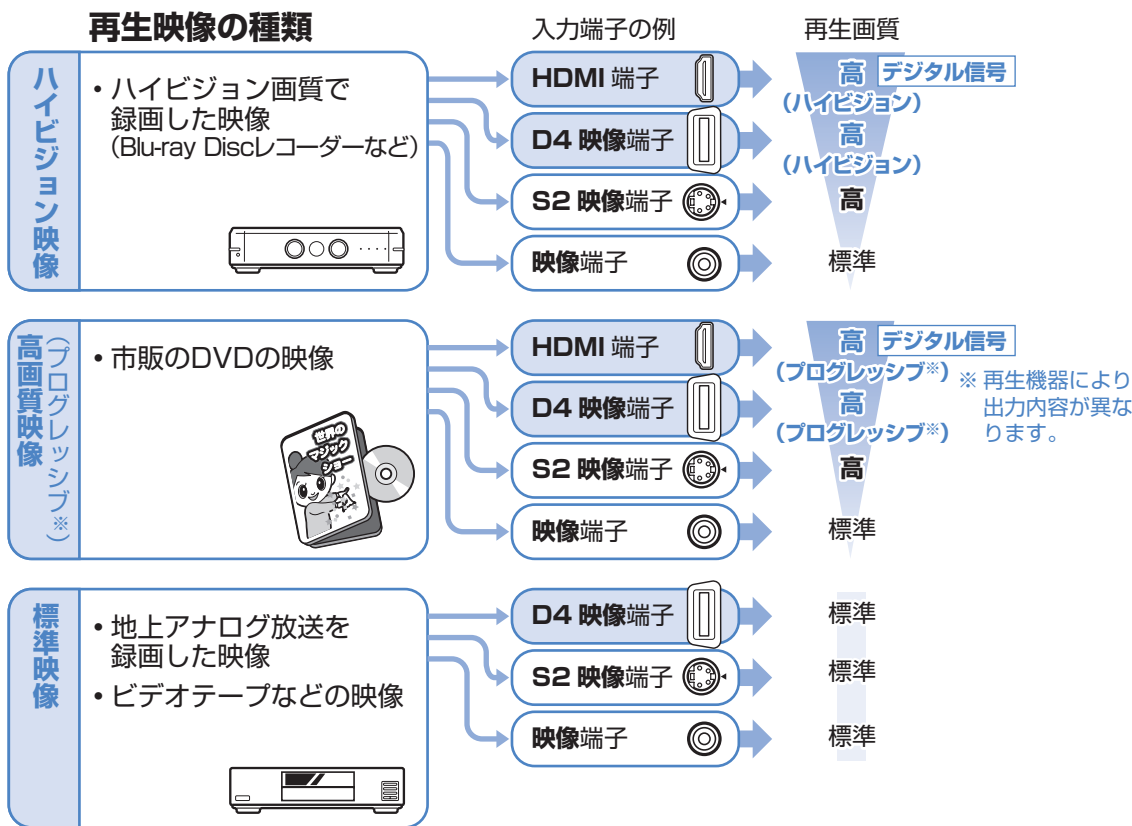 再生映像の種類
入力端子の例
再生画質
ハイビジョン映像
・ハイビジョン画質で
録画した映像
（Blu-ray Discレコーダーなど）
HDMI 端子
D4 映像端子
S2 映像端子
映像端子
高 デジタル信号
（ハイビジョン）
高
（ハイビジョン）
高
標準
高画質映像
（プログレッシブ※）
・市販のDVDの映像
世界の
マジック
ショー
HDMI 端子
D4 映像端子
S2 映像端子
映像端子
高 デジタル信号
（プログレッシブ※）
高
（プログレッシブ※）
高
標準
※ 再生機器により
出力内容が異な
ります。
標準映像
・地上アナログ放送を
録画した映像
・ビデオテープなどの映像
D4 映像端子
S2 映像端子
映像端子
標準
標準
標準